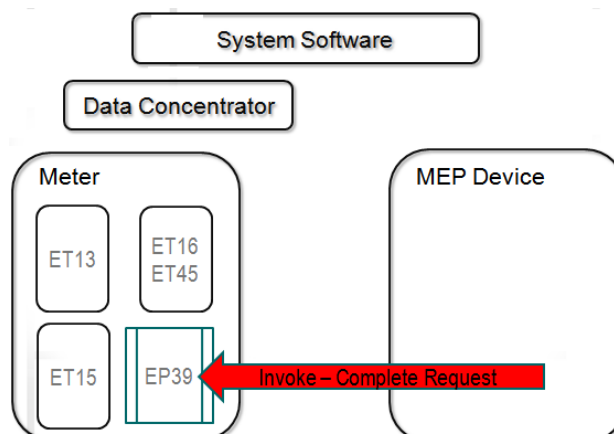 System Software
Data Concentrator
Meter
MEP Device
ET13
ET16
ET45
ET15
EP39
Invoke – Complete Request